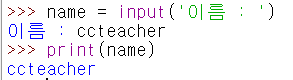 >>> name = input('이름 : ')
이름 : ccteacher
>>> print(name)
ccteacher